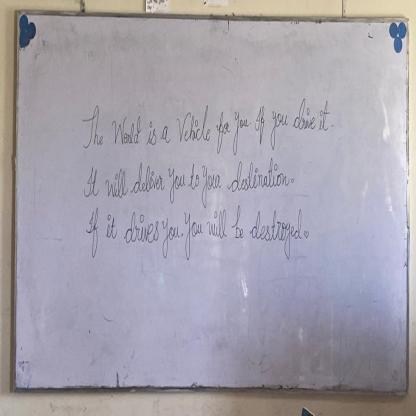 The World is a Vehicle for you. If you drive it.
It will deliver you to your destination.
If it drives you. You will be destroyed.